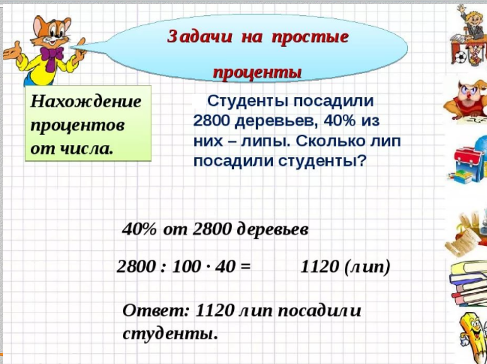 Задачи на простые
проценты
Нахождение
процентов
от числа.
Студенты посадили
2800 деревьев, 40% из
них – липы. Сколько лип
посадили студенты?
40% от 2800 деревьев
2800 : 100 · 40 = 1120 (лип)
Ответ: 1120 лип посадили
студенты.